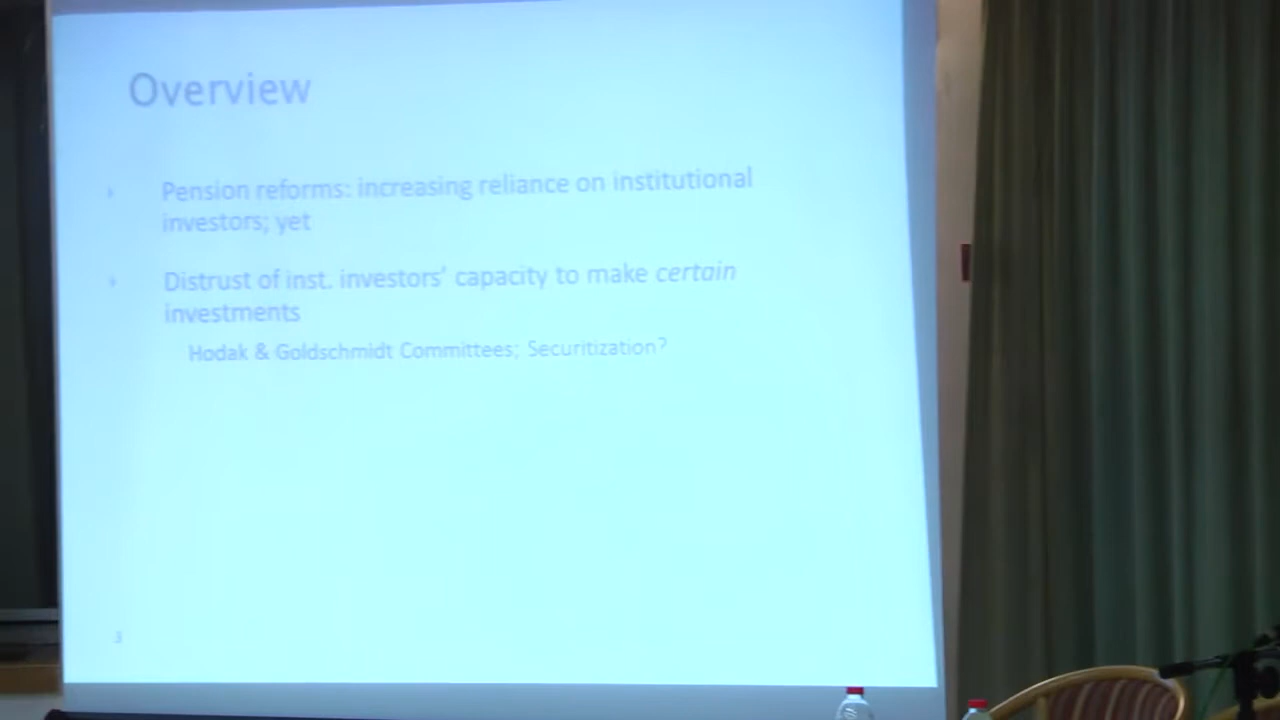 Overview
Pension reforms: increasing reliance on institutional
investors; yet
Distrust of inst. investors' capacity to make certain
investments
Hodak & Goldschmidt Committees; Securitization?
3